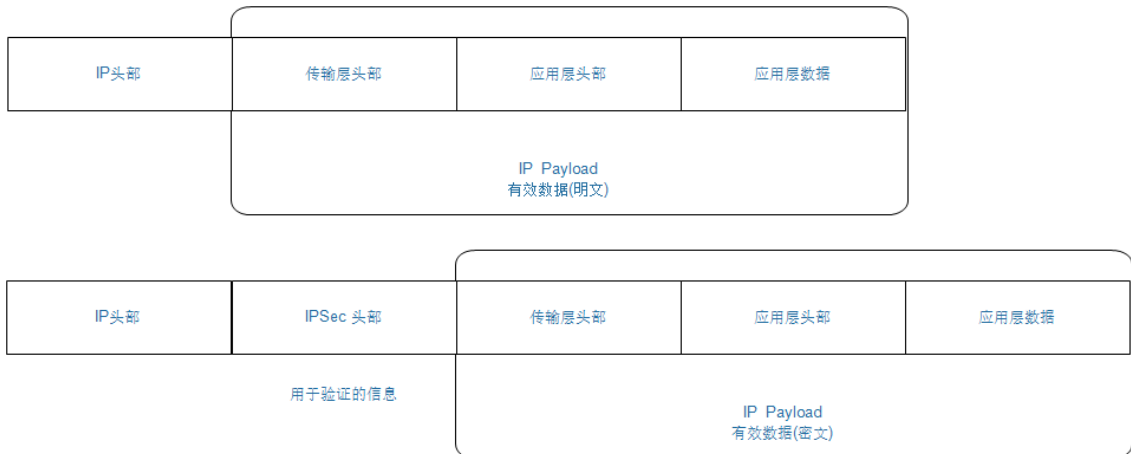 IP头部
传输层头部
应用层头部
应用层数据
IP Payload
有效数据(明文)
IP头部
IPSec 头部
传输层头部
应用层头部
应用层数据
用于验证的信息
IP Payload
有效数据(密文)